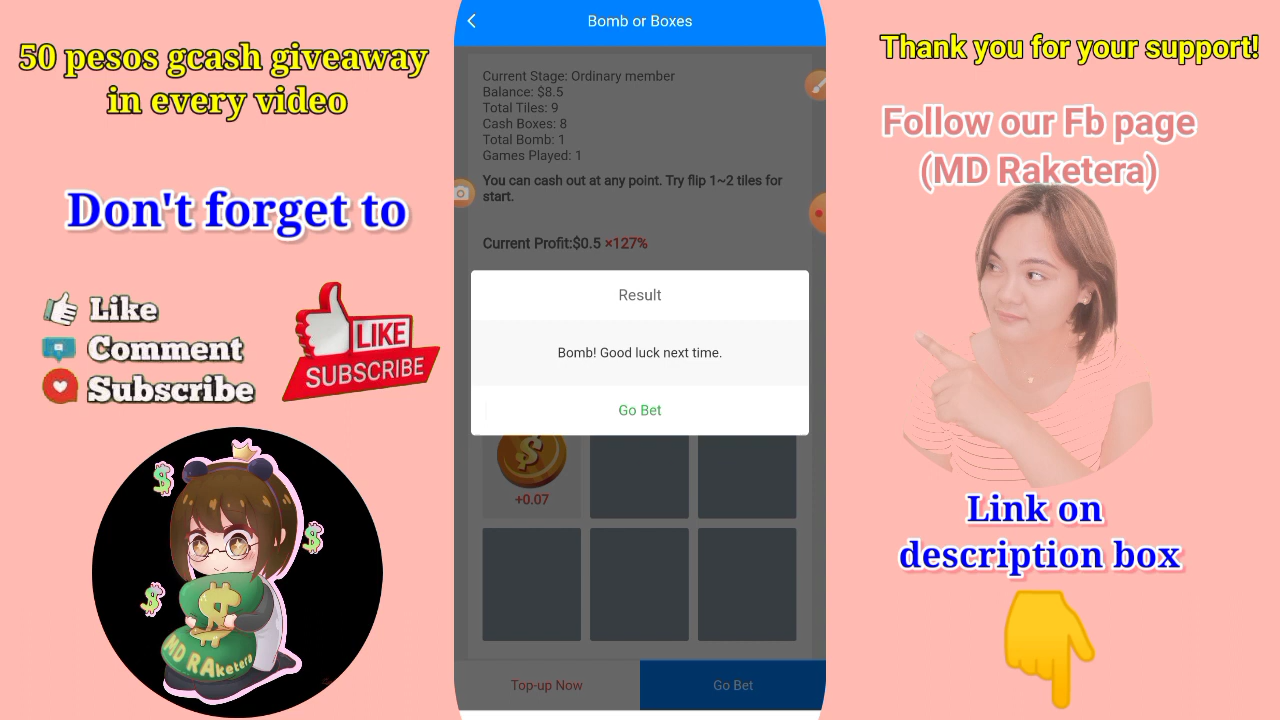 50 pesos gcash giveaway
in every video
Don't forget to
Like
Comment
Subscribe
LIKE
SUBSCRIBE
MD RAketera
Bomb or Boxes
Current Stage: Ordinary member
Balance: $8.5
Total Tiles: 9
Cash Boxes: 8
Total Bomb: 1
Games Played: 1
You can cash out at any point. Try flip 1~2 tiles for
start.
Current Profit:$0.5 ×127%
Result
Bomb! Good luck next time.
Go Bet
+0.07
Top-up Now
Go Bet
Thank you for your support!
Follow our Fb page
(MD Raketera)
Link on
description box